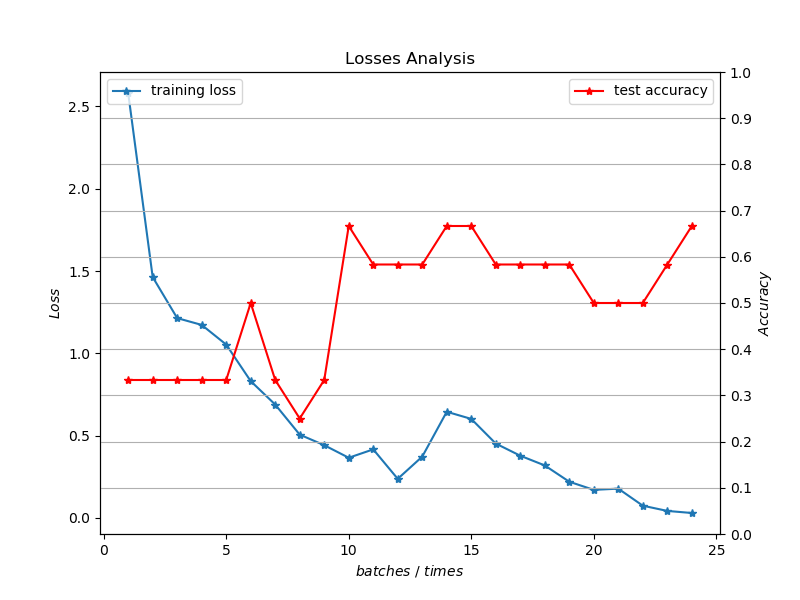 Losses Analysis
training loss
test accuracy
2.5
2.0
1.5
1.0
0.5
0.0
Loss
1.0
0.9
0.8
0.7
0.6
0.5
0.4
0.3
0.2
0.1
0.0
Accuracy
0 5 10 15 20 25
batches / times